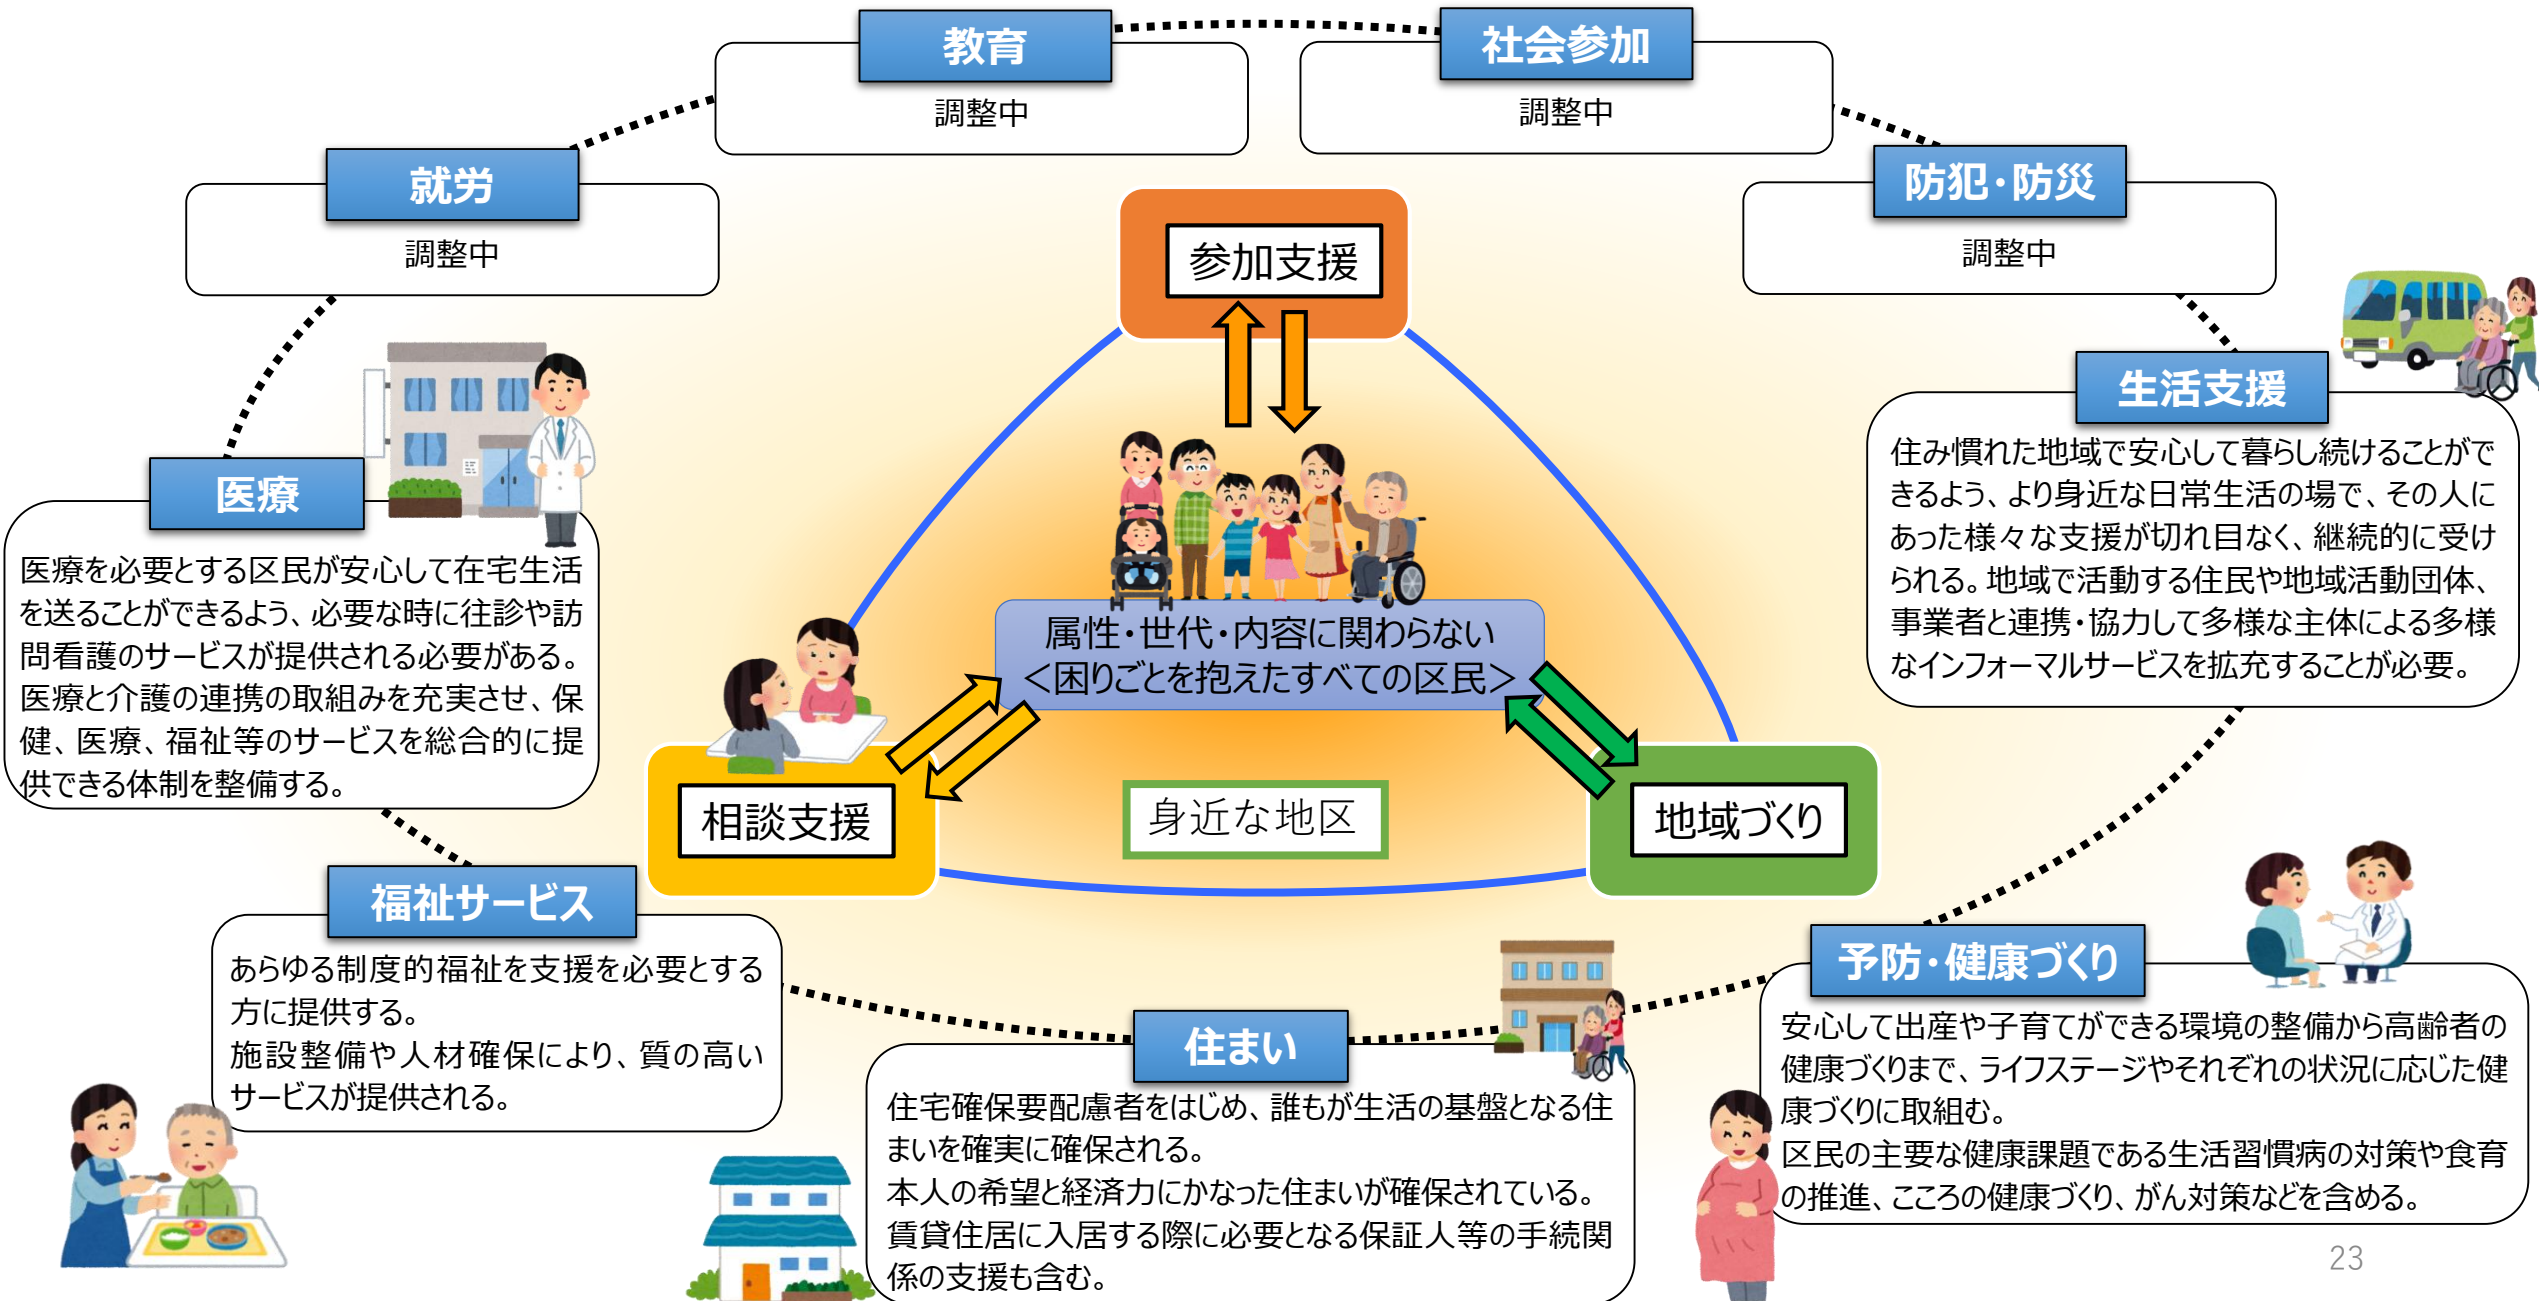 教育
調整中
社会参加
調整中
就労
調整中
防犯・防災
調整中
参加支援
生活支援
住み慣れた地域で安心して暮らし続けることがで
きるよう、より身近な日常生活の場で、その人に
あった様々な支援が切れ目なく、継続的に受け
られる。地域で活動する住民や地域活動団体、
事業者と連携・協力して多様な主体による多様
なインフォーマルサービスを拡充することが必要。
医療
医療を必要とする区民が安心して在宅生活
を送ることができるよう、必要な時に往診や訪
問看護のサービスが提供される必要がある。
医療と介護の連携の取組みを充実させ、保
健、医療、福祉等のサービスを総合的に提
供できる体制を整備する。
属性・世代・内容に関わらない
<困りごとを抱えたすべての区民>
相談支援
身近な地区
地域づくり
福祉サービス
あらゆる制度的福祉を支援を必要とする
方に提供する。
施設整備や人材確保により、質の高い
サービスが提供される。
住まい
住宅確保要配慮者をはじめ、誰もが生活の基盤となる住
まいを確実に確保される。
本人の希望と経済力にかなった住まいが確保されている。
賃貸住居に入居する際に必要となる保証人等の手続関
係の支援も含む。
予防・健康づくり
安心して出産や子育てができる環境の整備から高齢者の
健康づくりまで、ライフステージやそれぞれの状況に応じた健
康づくりに取組む。
区民の主要な健康課題である生活習慣病の対策や食育
の推進、こころの健康づくり、がん対策などを含める。
23